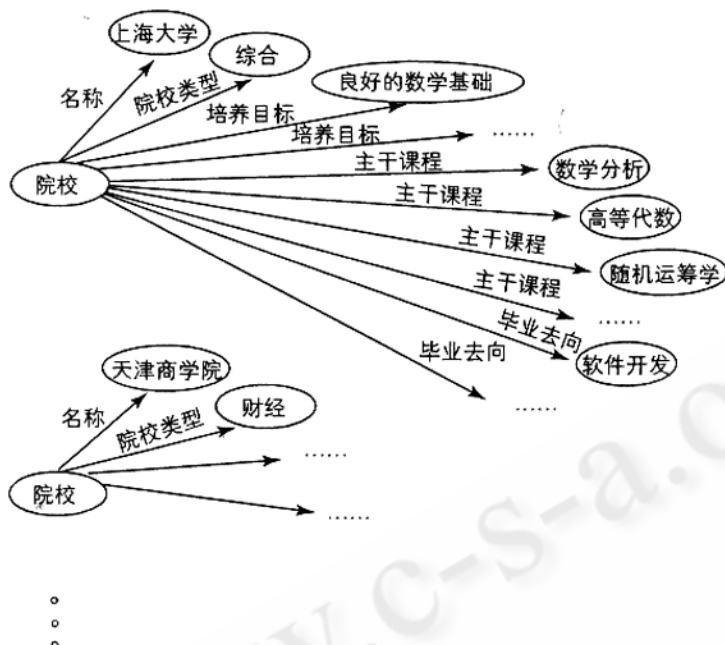 上海大学
综合
名称
院校类型
良好的数学基础
培养目标
培养目标
……
主干课程
数学分析
院校
主干课程
高等代数
主干课程
随机运筹学
主干课程
……
毕业去向
软件开发
毕业去向
……
天津商学院
财经
名称
院校类型
……
院校
……